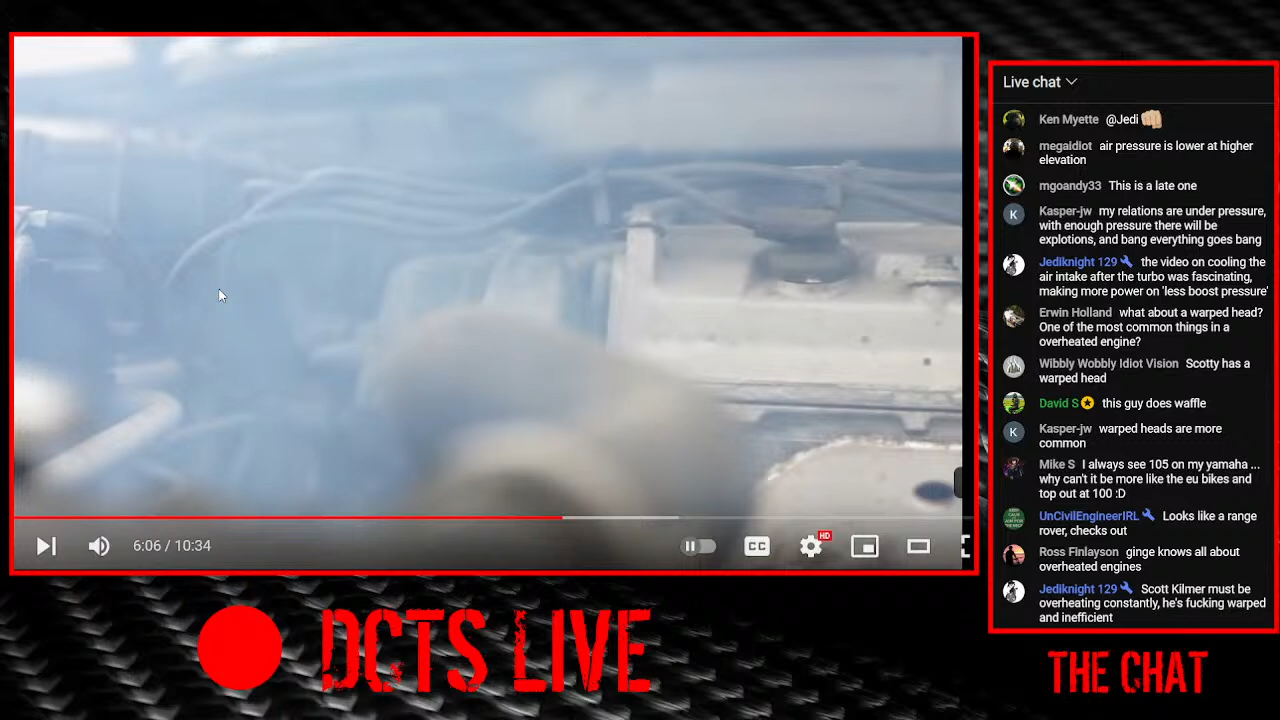 Live chat
Ken Myette @Jedi
megaIdIot air pressure is lower at higher
elevation
mgoandy33 This is a late one
K
Kasper-jw my relations are under pressure,
with enough pressure there will be
explotions, and bang everything goes bang
Jediknight 129 the video on cooling the
air intake after the turbo was fascinating,
making more power on 'less boost pressure'
Erwin Holland what about a warped head?
One of the most common things in a
overheated engine?
Wibbly Wobbly Idiot Vision Scotty has a
warped head
David S this guy does waffle
K
Kasper-jw warped heads are more
common
Mike S I always see 105 on my yamaha ...
why can't it be more like the eu bikes and
top out at 100 :D
UnCivilEngineerIRL Looks like a range
rover, checks out
Ross Finlayson ginge knows all about
overheated engines
Jediknight 129 Scott Kilmer must be
overheating constantly, he's fucking warped
and inefficient
6:06 / 10:34
CC
HD
DCTS LIVE
THE CHAT